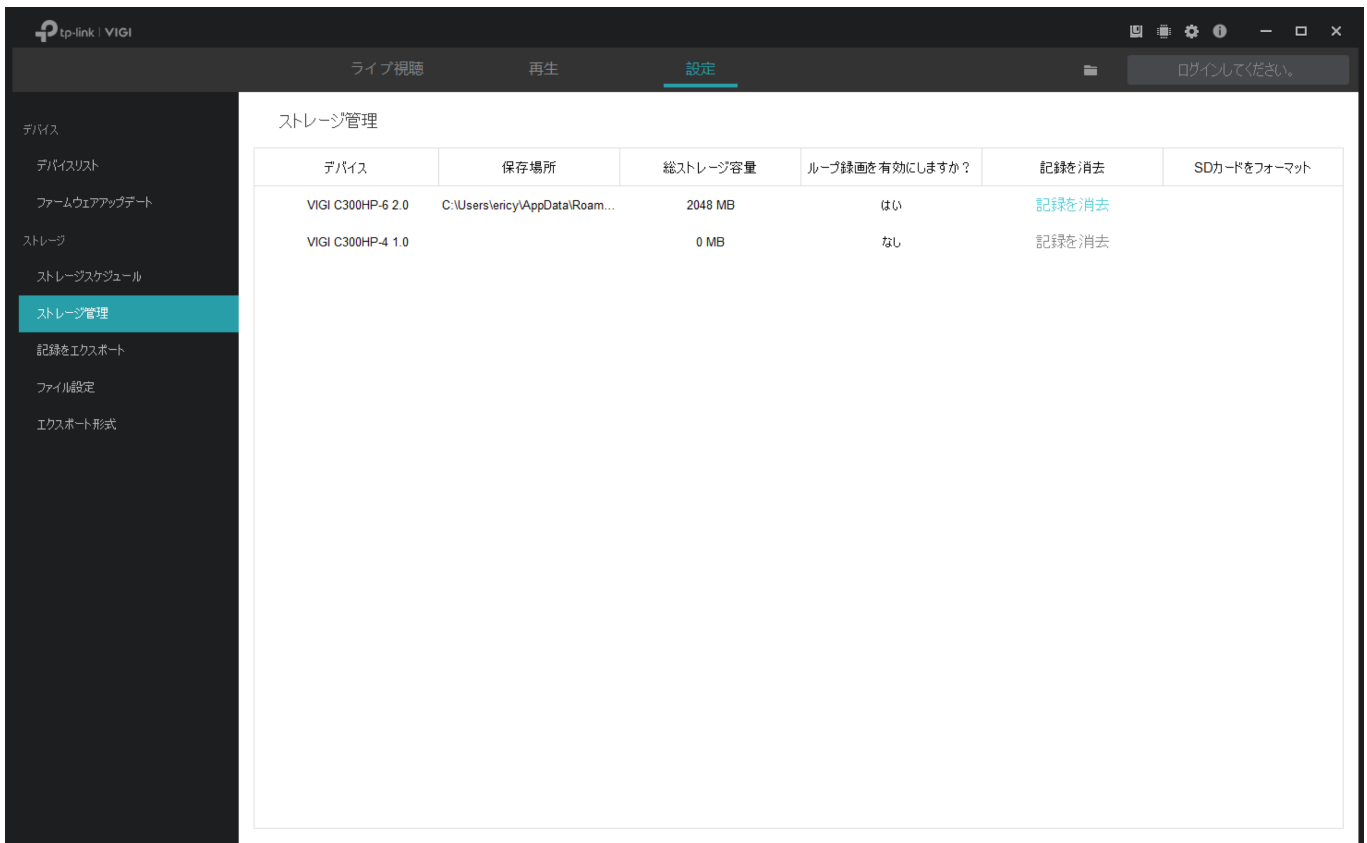 tp-link | VIGI
ライブ視聴 再生 設定 ログインしてください。
デバイス
デバイスリスト
ファームウェアアップデート
ストレージ
ストレージスケジュール
ストレージ管理
記録をエクスポート
ファイル設定
エクスポート形式
ストレージ管理
デバイス 保存場所 総ストレージ容量 ループ録画を有効にしますか？ 記録を消去 SDカードをフォーマット
VIGI C300HP-6 2.0 C:\Users\ericy\AppData\Roam... 2048 MB はい 記録を消去
VIGI C300HP-4 1.0 0 MB なし 記録を消去